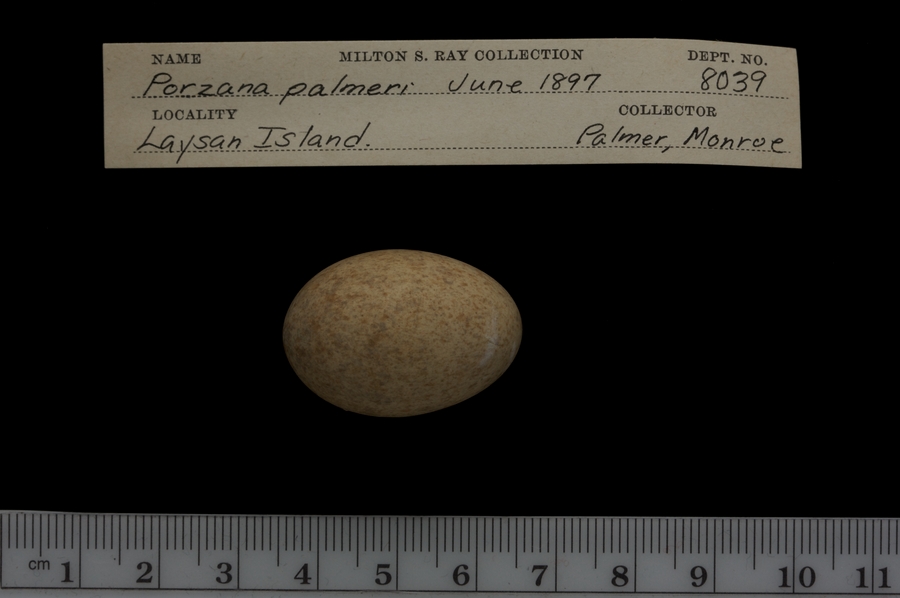 NAME MILTON S. RAY COLLECTION DEPT. NO.
Porzana palmeri June 1897 8039
LOCALITY COLLECTOR
Laysan Island. Palmer, Monroe
cm 1 2 3 4 5 6 7 8 9 10 11